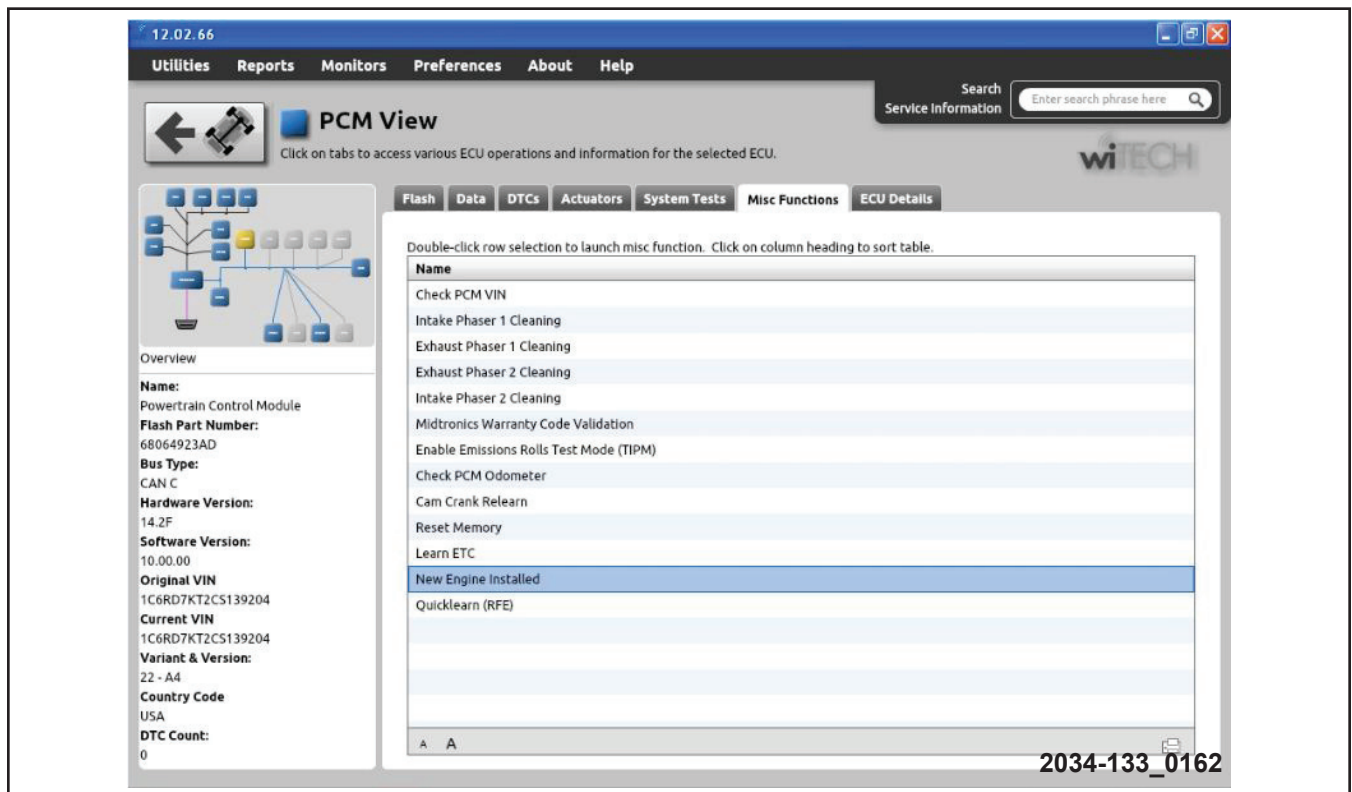 12.02.66
Utilities Reports Monitors Preferences About Help
Search
Service Information
Enter search phrase here
PCM View
Click on tabs to access various ECU operations and information for the selected ECU.
wiTECH
Flash Data DTCs Actuators System Tests Misc Functions ECU Details
Double-click row selection to launch misc function. Click on column heading to sort table.
Name
Check PCM VIN
Intake Phaser 1 Cleaning
Exhaust Phaser 1 Cleaning
Exhaust Phaser 2 Cleaning
Intake Phaser 2 Cleaning
Midtronics Warranty Code Validation
Enable Emissions Rolls Test Mode (TIPM)
Check PCM Odometer
Cam Crank Relearn
Reset Memory
Learn ETC
New Engine Installed
Quicklearn (RFE)
A A
Overview
Name:
Powertrain Control Module
Flash Part Number:
68064923AD
Bus Type:
CAN C
Hardware Version:
14.2F
Software Version:
10.00.00
Original VIN
1C6RD7KT2CS139204
Current VIN
1C6RD7KT2CS139204
Variant & Version:
22 - A4
Country Code
USA
DTC Count:
0
2034-133_0162